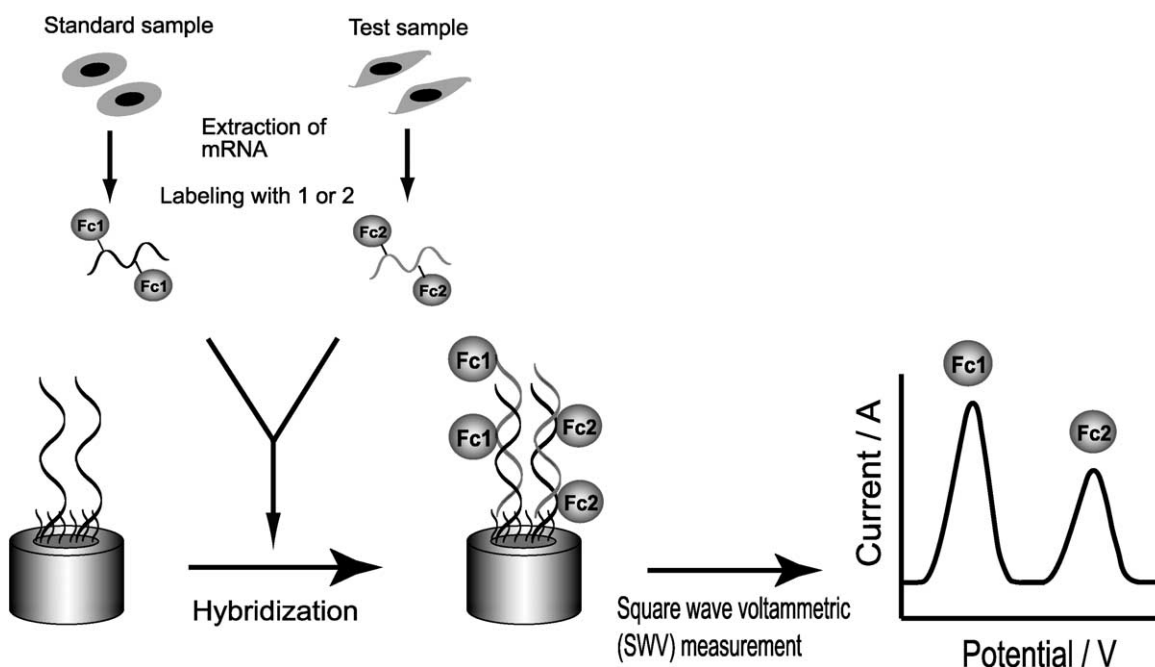 Standard sample
Test sample
Extraction of
mRNA
Labeling with 1 or 2
Fc1
Fc1
Fc2
Fc2
Fc1
Fc1
Fc2
Fc2
Hybridization
Square wave voltammetric
(SWV) measurement
Fc1
Fc2
Current / A
Potential / V